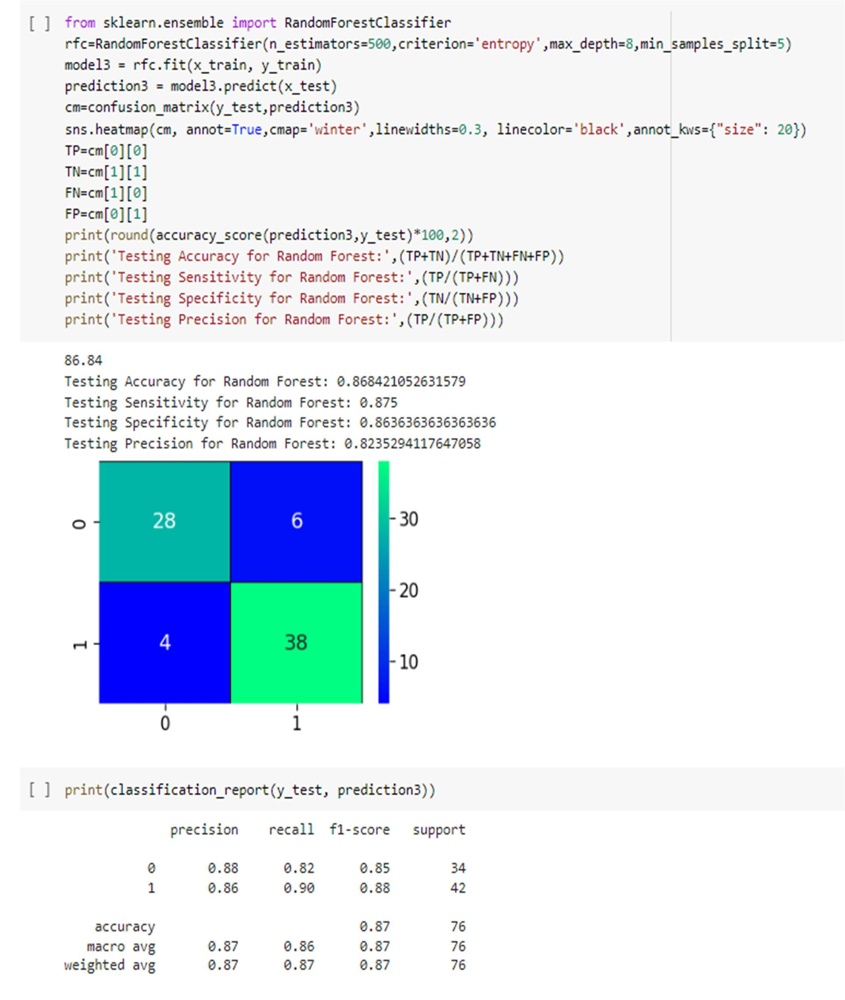 [ ] from sklearn.ensemble import RandomForestClassifier
rfc=RandomForestClassifier(n_estimators=500,criterion='entropy',max_depth=8,min_samples_split=5)
model3 = rfc.fit(x_train, y_train)
prediction3 = model3.predict(x_test)
cm=confusion_matrix(y_test,prediction3)
sns.heatmap(cm, annot=True,cmap='winter',linewidths=0.3, linecolor='black',annot_kws={"size": 20})
TP=cm[0][0]
TN=cm[1][1]
FN=cm[1][0]
FP=cm[0][1]
print(round(accuracy_score(prediction3,y_test)*100,2))
print('Testing Accuracy for Random Forest:',(TP+TN)/(TP+TN+FN+FP))
print('Testing Sensitivity for Random Forest:',(TP/(TP+FN)))
print('Testing Specificity for Random Forest:',(TN/(TN+FP)))
print('Testing Precision for Random Forest:',(TP/(TP+FP)))
86.84
Testing Accuracy for Random Forest: 0.868421052631579
Testing Sensitivity for Random Forest: 0.875
Testing Specificity for Random Forest: 0.8636363636363636
Testing Precision for Random Forest: 0.8235294117647058
0 28 6 30
20
1 4 38 10
0 1
[ ] print(classification_report(y_test, prediction3))
precision recall f1-score support
0 0.88 0.82 0.85 34
1 0.86 0.90 0.88 42
accuracy 0.87 76
macro avg 0.87 0.86 0.87 76
weighted avg 0.87 0.87 0.87 76